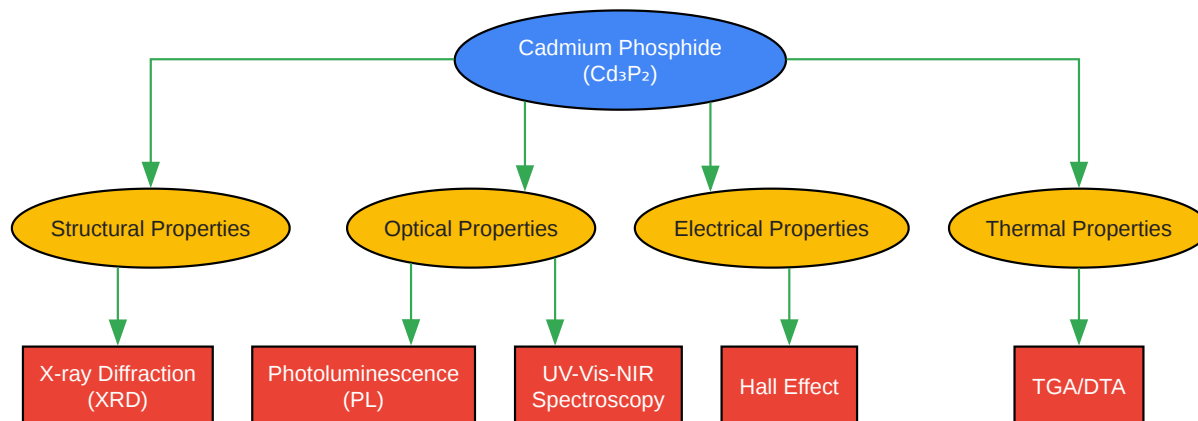 Cadmium Phosphide
(Cd₃P₂)
Structural Properties
Optical Properties
Electrical Properties
Thermal Properties
X-ray Diffraction
(XRD)
Photoluminescence
(PL)
UV-Vis-NIR
Spectroscopy
Hall Effect
TGA/DTA